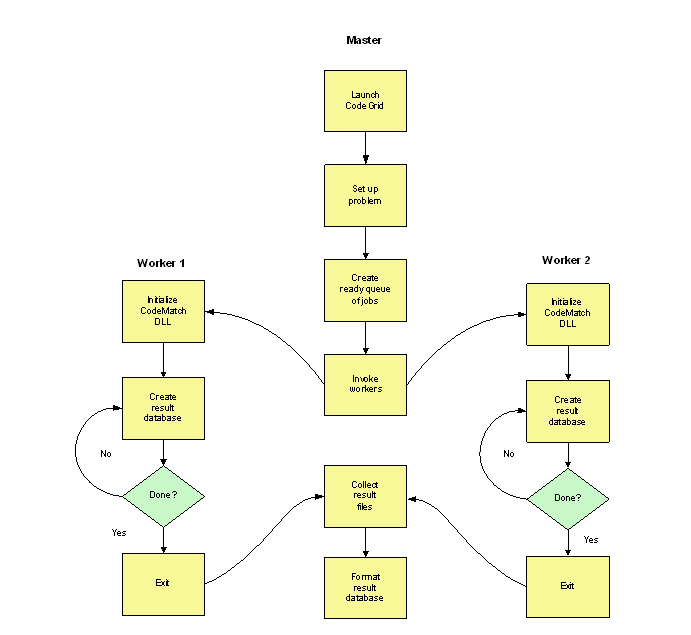 Master
Launch
Code Grid
Set up
problem
Create
ready queue
of jobs
Invoke
workers
Worker 1
Initialize
CodeMatch
DLL
Create
result
database
No
Done?
Yes
Exit
Worker 2
Initialize
CodeMatch
DLL
Create
result
database
No
Done?
Yes
Exit
Collect
result
files
Format
result
database